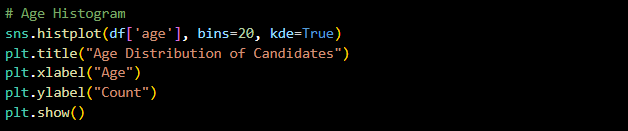 # Age Histogram
sns.histplot(df['age'], bins=20, kde=True)
plt.title("Age Distribution of Candidates")
plt.xlabel("Age")
plt.ylabel("Count")
plt.show()